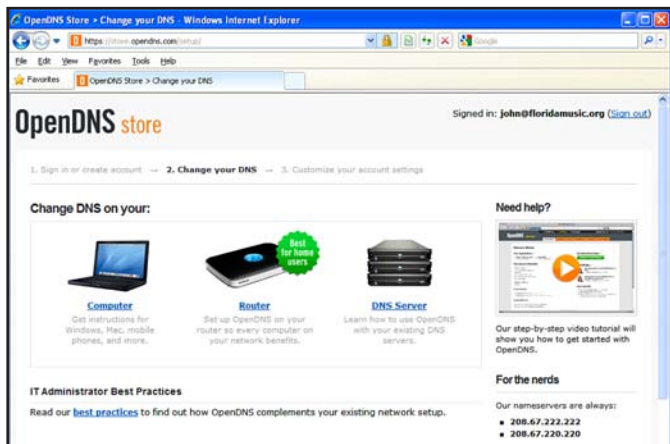 OpenDNS Store > Change your DNS - Windows Internet Explorer
https://store.opendns.com/setup/
Google
File Edit View Favorites Tools Help
Favorites
OpenDNS Store > Change your DNS
OpenDNS store
Signed in: john@floridamusic.org (Sign out)
1. Sign in or create account → 2. Change your DNS → 3. Customize your account settings
Change DNS on your:
Best
for home
users
Computer
Get instructions for
Windows, Mac, mobile
phones, and more.
Router
Set up OpenDNS on your
router so every computer on
your network benefits.
DNS Server
Learn how to use OpenDNS
with your existing DNS
servers.
IT Administrator Best Practices
Read our best practices to find out how OpenDNS complements your existing network setup.
Need help?
Our step-by-step video tutorial will
show you how to get started with
OpenDNS.
For the nerds
Our nameservers are always:
208.67.222.222
208.67.220.220